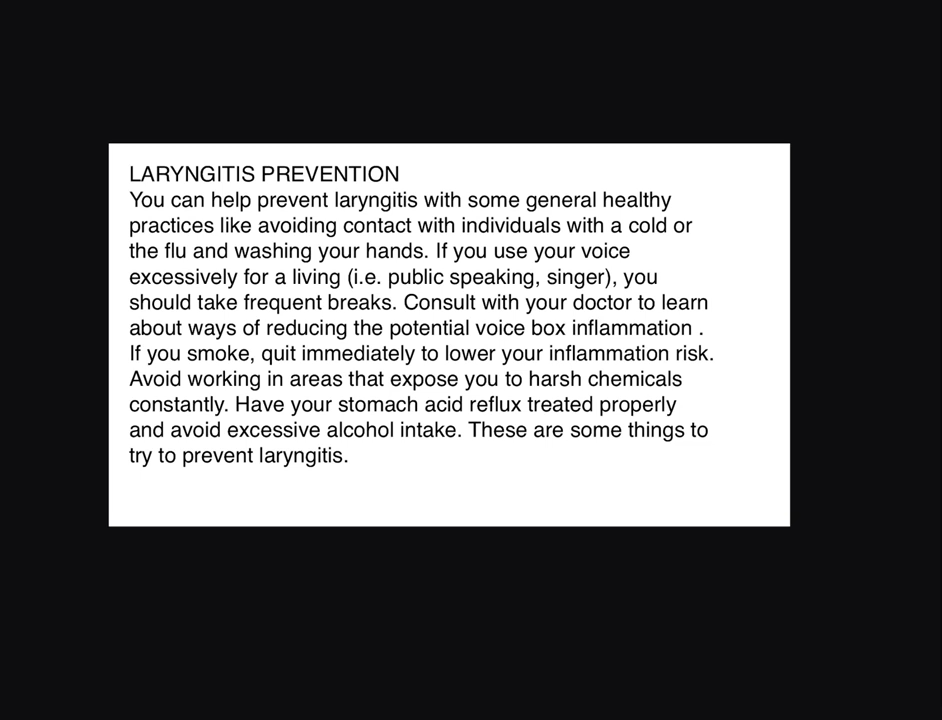 LARYNGITIS PREVENTION
You can help prevent laryngitis with some general healthy
practices like avoiding contact with individuals with a cold or
the flu and washing your hands. If you use your voice
excessively for a living (i.e. public speaking, singer), you
should take frequent breaks. Consult with your doctor to learn
about ways of reducing the potential voice box inflammation .
If you smoke, quit immediately to lower your inflammation risk.
Avoid working in areas that expose you to harsh chemicals
constantly. Have your stomach acid reflux treated properly
and avoid excessive alcohol intake. These are some things to
try to prevent laryngitis.